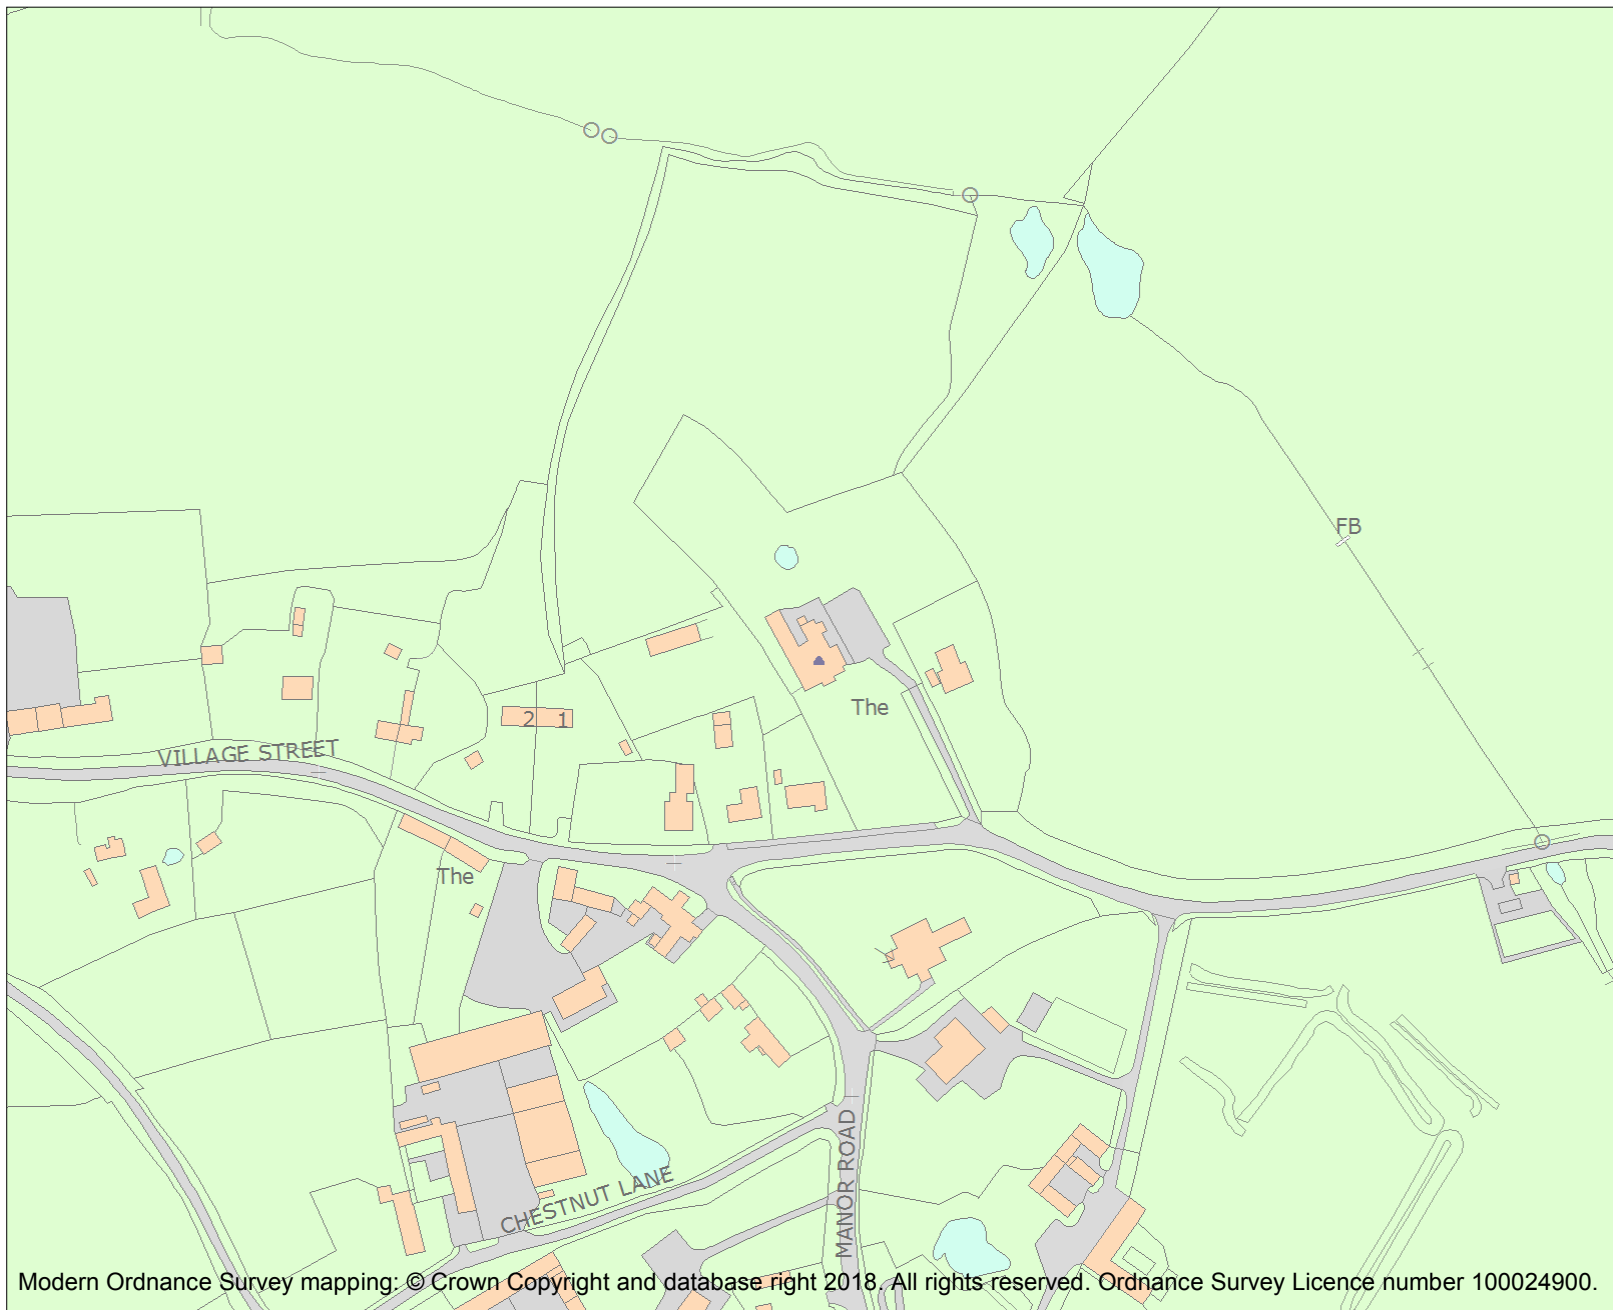 FB
The
2 1
VILLAGE STREET
The
MANOR ROAD
CHESTNUT LANE
Modern Ordnance Survey mapping: © Crown Copyright and database right 2018. All rights reserved. Ordnance Survey Licence number 100024900.